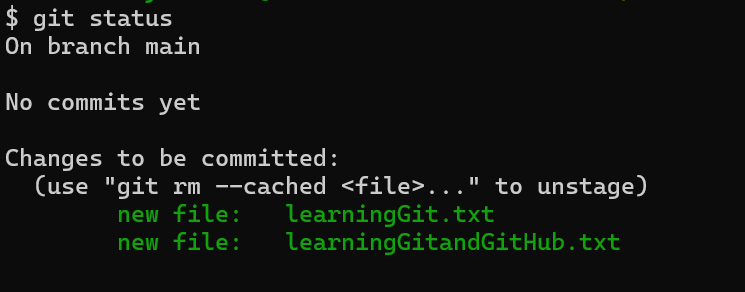 $ git status
On branch main
No commits yet
Changes to be committed:
(use "git rm --cached <file>..." to unstage)
new file: learningGit.txt
new file: learningGitandGitHub.txt